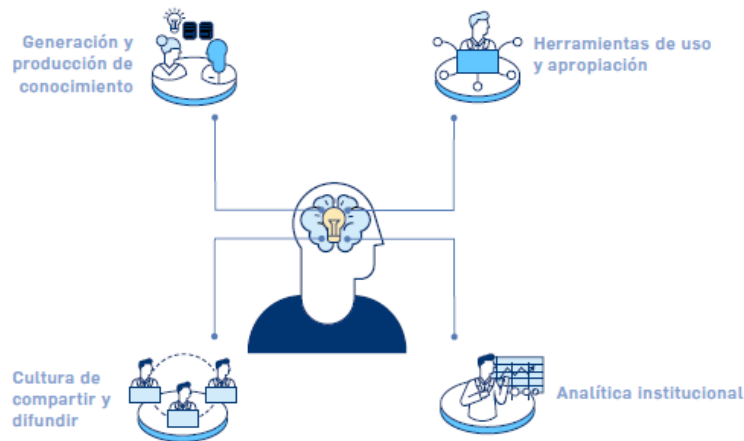 Generación y
producción de
conocimiento
Herramientas de uso
y apropiación
Cultura de
compartir y
difundir
Analítica institucional